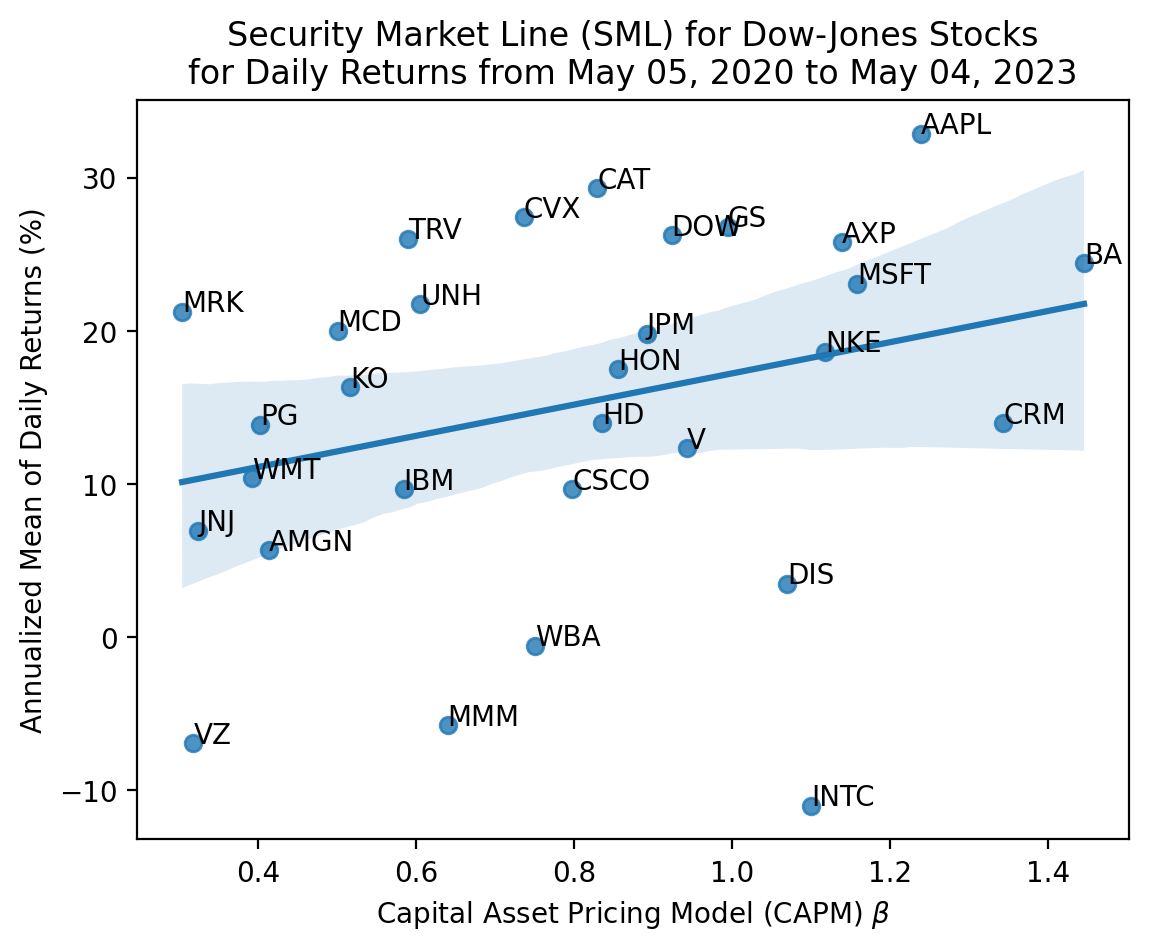 Security Market Line (SML) for Dow-Jones Stocks
for Daily Returns from May 05, 2020 to May 04, 2023
Annualized Mean of Daily Returns (%)
30
20
10
0
−10
AAPL
CAT
CVX
DOW
GS
TRV
AXP
BA
MSFT
MRK
UNH
MCD
JPM
NKE
HON
KO
PG
HD
CRM
V
WMT
IBM
CSCO
JNJ
AMGN
DIS
WBA
MMM
VZ
INTC
0.4
0.6
0.8
1.0
1.2
1.4
Capital Asset Pricing Model (CAPM) β